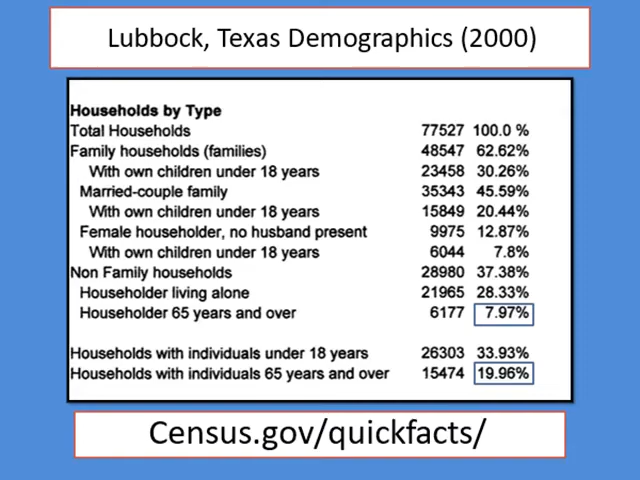 Lubbock, Texas Demographics (2000)
Households by Type
Total Households 77527 100.0 %
Family households (families) 48547 62.62%
With own children under 18 years 23458 30.26%
Married-couple family 35343 45.59%
With own children under 18 years 15849 20.44%
Female householder, no husband present 9975 12.87%
With own children under 18 years 6044 7.8%
Non Family households 28980 37.38%
Householder living alone 21965 28.33%
Householder 65 years and over 6177 7.97%
Households with individuals under 18 years 26303 33.93%
Households with individuals 65 years and over 15474 19.96%
Census.gov/quickfacts/